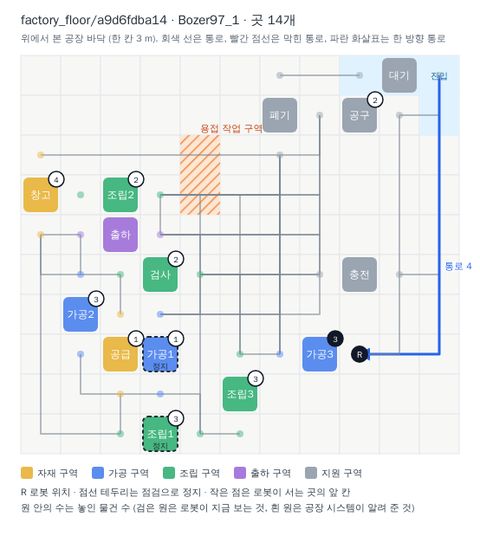 factory_floor/a9d6fdba14 · Bozer97_1 · 곳 14개
위에서 본 공장 바닥 (한 칸 3 m). 회색 선은 통로, 빨간 점선은 막힌 통로, 파란 화살표는 한 방향 통로
대기
진입
공구
2
폐기
용접 작업 구역
창고
4
조립2
2
출하
검사
2
충전
통로 4
가공2
3
공급
1
가공1
1
정지
가공3
3
R
조립3
3
조립1
3
정지
자재 구역
가공 구역
조립 구역
출하 구역
지원 구역
R 로봇 위치 · 점선 테두리는 점검으로 정지 · 작은 점은 로봇이 서는 곳의 앞 칸
원 안의 수는 놓인 물건 수 (검은 원은 로봇이 지금 보는 것, 흰 원은 공장 시스템이 알려 준 것)